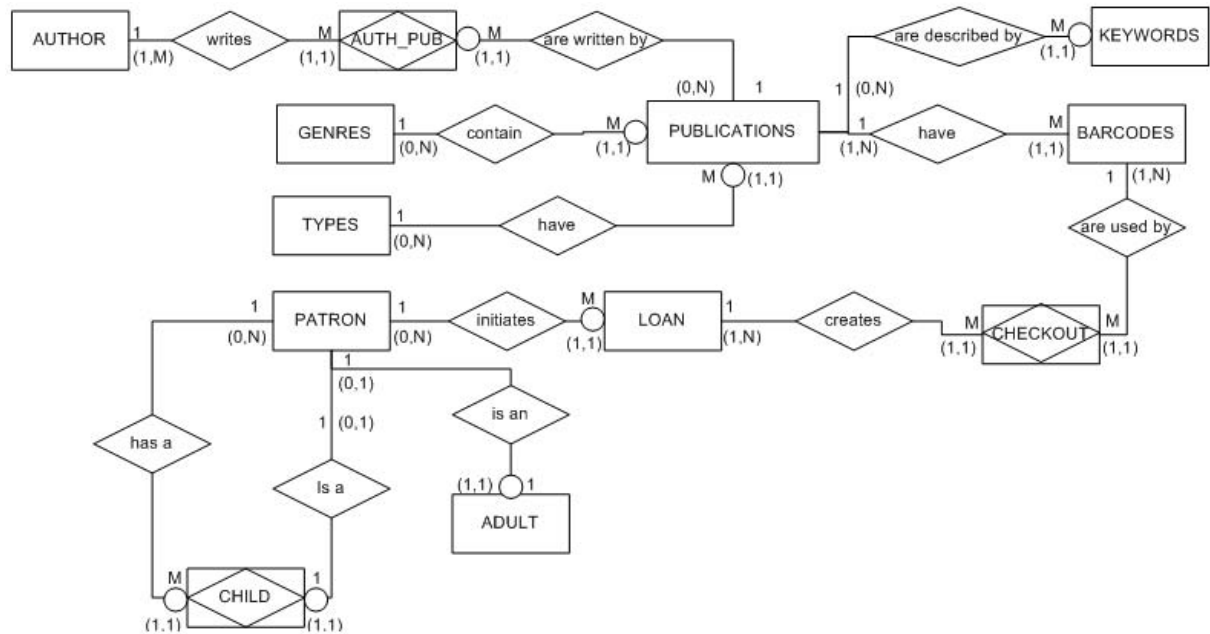 AUTHOR 1 writes M AUTH_PUB M are written by
(1,M) (1,1) (1,1)
are described by M KEYWORDS
(1,1)
(0,N) 1 1 (0,N)
GENRES 1 contain M PUBLICATIONS 1 have M BARCODES
(0,N) (1,1) (1,N) (1,1)
M (1,1) 1 (1,N)
TYPES 1 have are used by
(0,N)
1 PATRON 1 initiates M LOAN 1 creates M CHECKOUT M
(0,N) (0,N) (1,1) (1,N) (1,1) (1,1)
1
(0,1)
is an
1 (0,1)
has a
Is a (1,1) 1
ADULT
M CHILD 1
(1,1) (1,1)